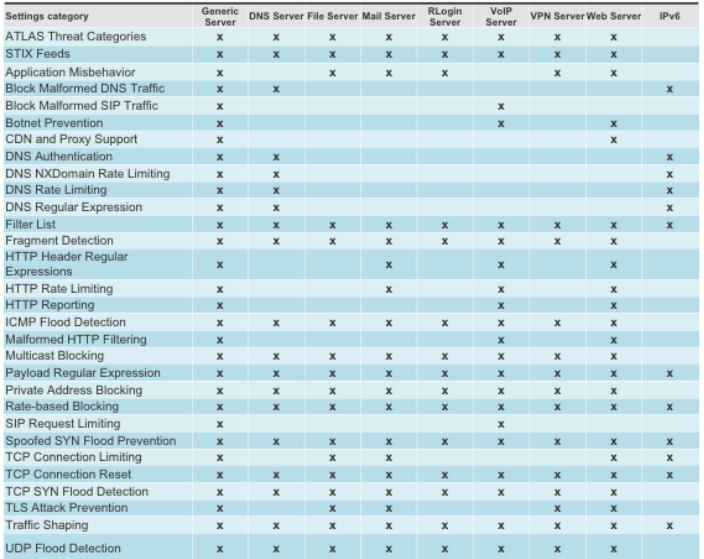 Settings category Generic Server DNS Server File Server Mail Server RLogin Server VoIP Server VPN Server Web Server IPv6
ATLAS Threat Categories x x x x x x x x
STIX Feeds x x x x x x x x
Application Misbehavior x x x x x x
Block Malformed DNS Traffic x x x
Block Malformed SIP Traffic x x
Botnet Prevention x x x
CDN and Proxy Support x x
DNS Authentication x x x
DNS NXDomain Rate Limiting x x x
DNS Rate Limiting x x x
DNS Regular Expression x x x
Filter List x x x x x x x x x
Fragment Detection x x x x x x x x
HTTP Header Regular
Expressions x x x x
HTTP Rate Limiting x x x x
HTTP Reporting x x x
ICMP Flood Detection x x x x x x x x
Malformed HTTP Filtering x x x
Multicast Blocking x x x x x x x x
Payload Regular Expression x x x x x x x x x
Private Address Blocking x x x x x x x x
Rate-based Blocking x x x x x x x x x
SIP Request Limiting x x
Spoofed SYN Flood Prevention x x x x x x x x x
TCP Connection Limiting x x x x x
TCP Connection Reset x x x x x x x x x
TCP SYN Flood Detection x x x x x x x x
TLS Attack Prevention x x x x x
Traffic Shaping x x x x x x x x x
UDP Flood Detection x x x x x x x x